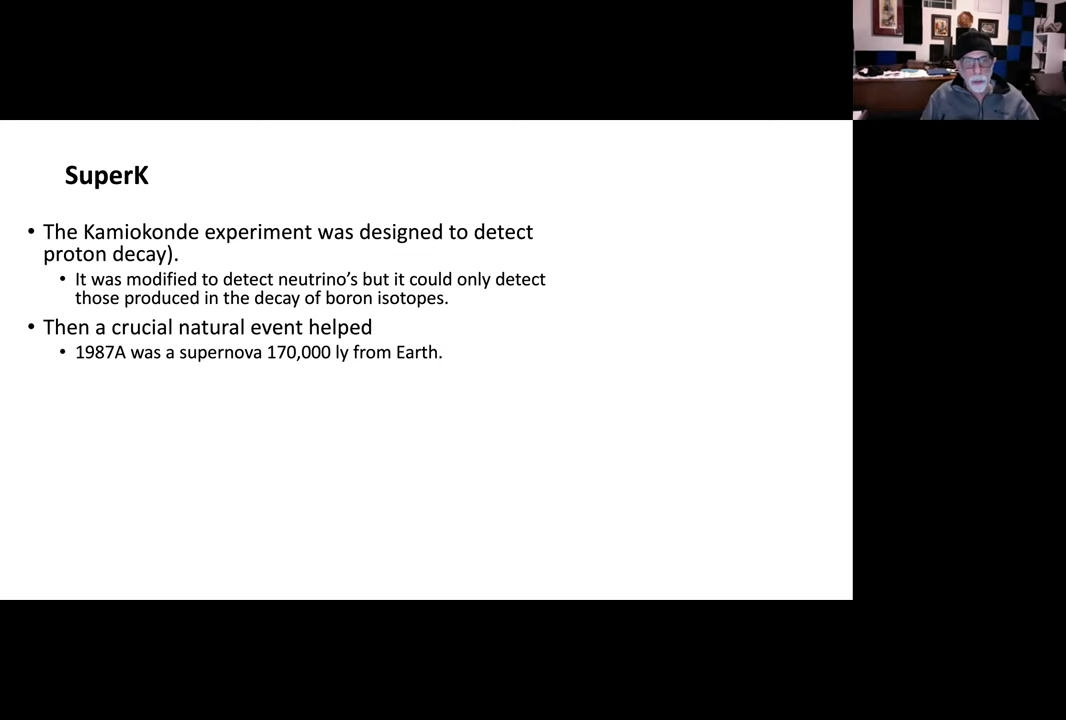 SuperK
• The Kamiokonde experiment was designed to detect
proton decay).
• It was modified to detect neutrino’s but it could only detect
those produced in the decay of boron isotopes.
• Then a crucial natural event helped
• 1987A was a supernova 170,000 ly from Earth.